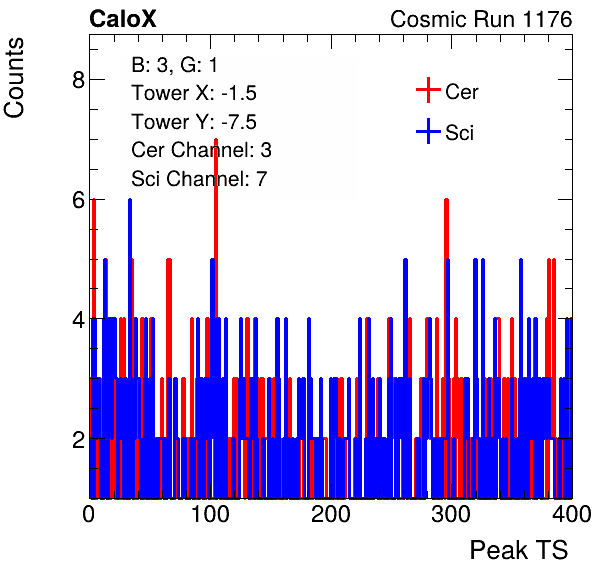 CaloX Cosmic Run 1176
Counts
B: 3, G: 1
Tower X: -1.5
Tower Y: -7.5
Cer Channel: 3
Sci Channel: 7
Cer
Sci
8
6
4
2
0 100 200 300 400
Peak TS